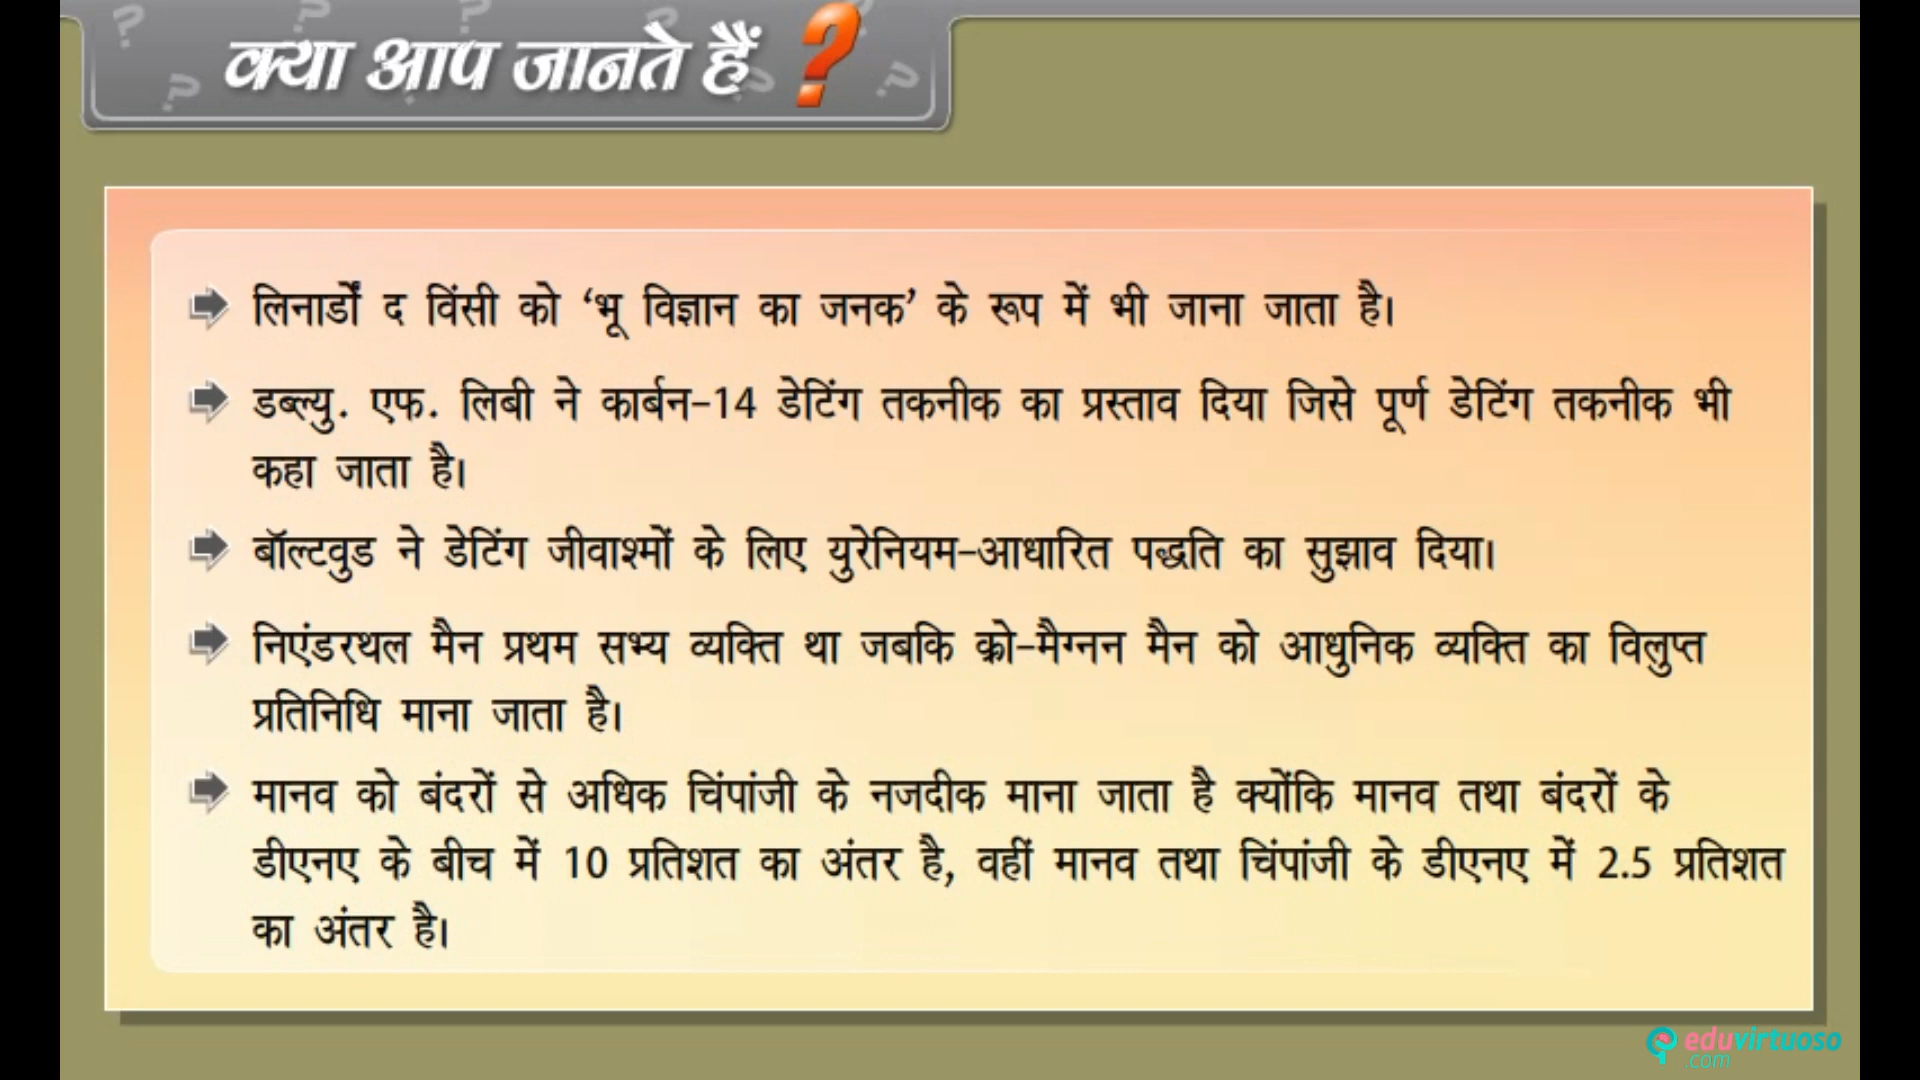 क्या आप जानते हैं ?
लिनार्डों द विंसी को ‘भू विज्ञान का जनक’ के रूप में भी जाना जाता है।
डब्ल्यु. एफ. लिबी ने कार्बन-14 डेटिंग तकनीक का प्रस्ताव दिया जिसे पूर्ण डेटिंग तकनीक भी
कहा जाता है।
बॉल्टवुड ने डेटिंग जीवाश्मों के लिए युरेनियम-आधारित पद्धति का सुझाव दिया।
निएंडरथल मैन प्रथम सभ्य व्यक्ति था जबकि क्रो-मैग्नन मैन को आधुनिक व्यक्ति का विलुप्त
प्रतिनिधि माना जाता है।
मानव को बंदरों से अधिक चिंपांजी के नजदीक माना जाता है क्योंकि मानव तथा बंदरों के
डीएनए के बीच में 10 प्रतिशत का अंतर है, वहीं मानव तथा चिंपांजी के डीएनए में 2.5 प्रतिशत
का अंतर है।
eduvirtuoso
.com